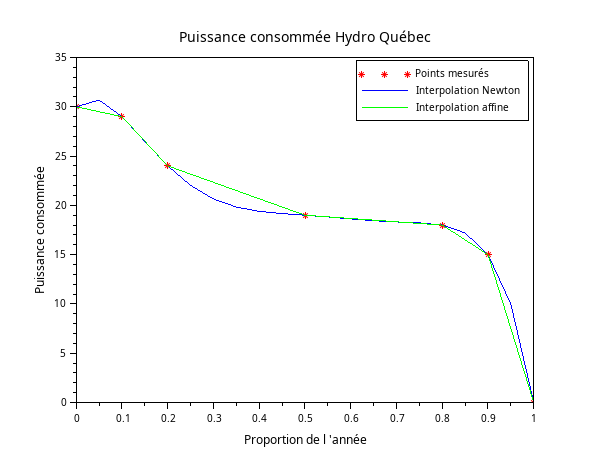 Puissance consommée Hydro Québec
Points mesurés
Interpolation Newton
Interpolation affine
Puissance consommée
35
30
25
20
15
10
5
0
0 0.1 0.2 0.3 0.4 0.5 0.6 0.7 0.8 0.9 1
Proportion de l 'année